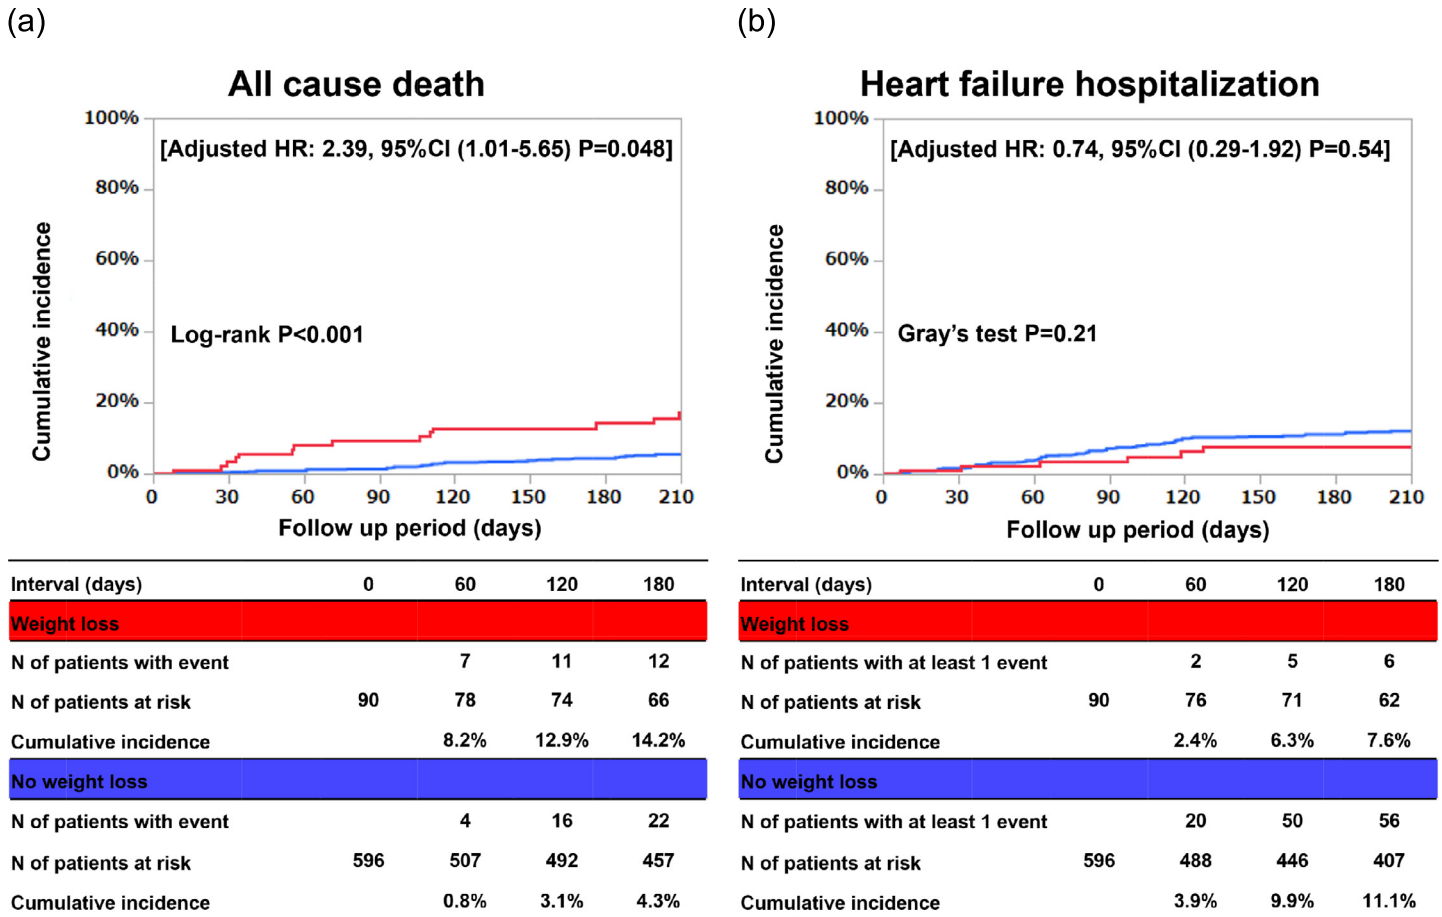 (a)
All cause death
[Adjusted HR: 2.39, 95%CI (1.01-5.65) P=0.048]
Log-rank P<0.001
Cumulative incidence
100%
80%
60%
40%
20%
0%
0 30 60 90 120 150 180 210
Follow up period (days)
Interval (days) 0 60 120 180
Weight loss
N of patients with event 7 11 12
N of patients at risk 90 78 74 66
Cumulative incidence 8.2% 12.9% 14.2%
No weight loss
N of patients with event 4 16 22
N of patients at risk 596 507 492 457
Cumulative incidence 0.8% 3.1% 4.3%
(b)
Heart failure hospitalization
[Adjusted HR: 0.74, 95%CI (0.29-1.92) P=0.54]
Gray's test P=0.21
Cumulative incidence
100%
80%
60%
40%
20%
0%
0 30 60 90 120 150 180 210
Follow up period (days)
Interval (days) 0 60 120 180
Weight loss
N of patients with at least 1 event 2 5 6
N of patients at risk 90 76 71 62
Cumulative incidence 2.4% 6.3% 7.6%
No weight loss
N of patients with at least 1 event 20 50 56
N of patients at risk 596 488 446 407
Cumulative incidence 3.9% 9.9% 11.1%